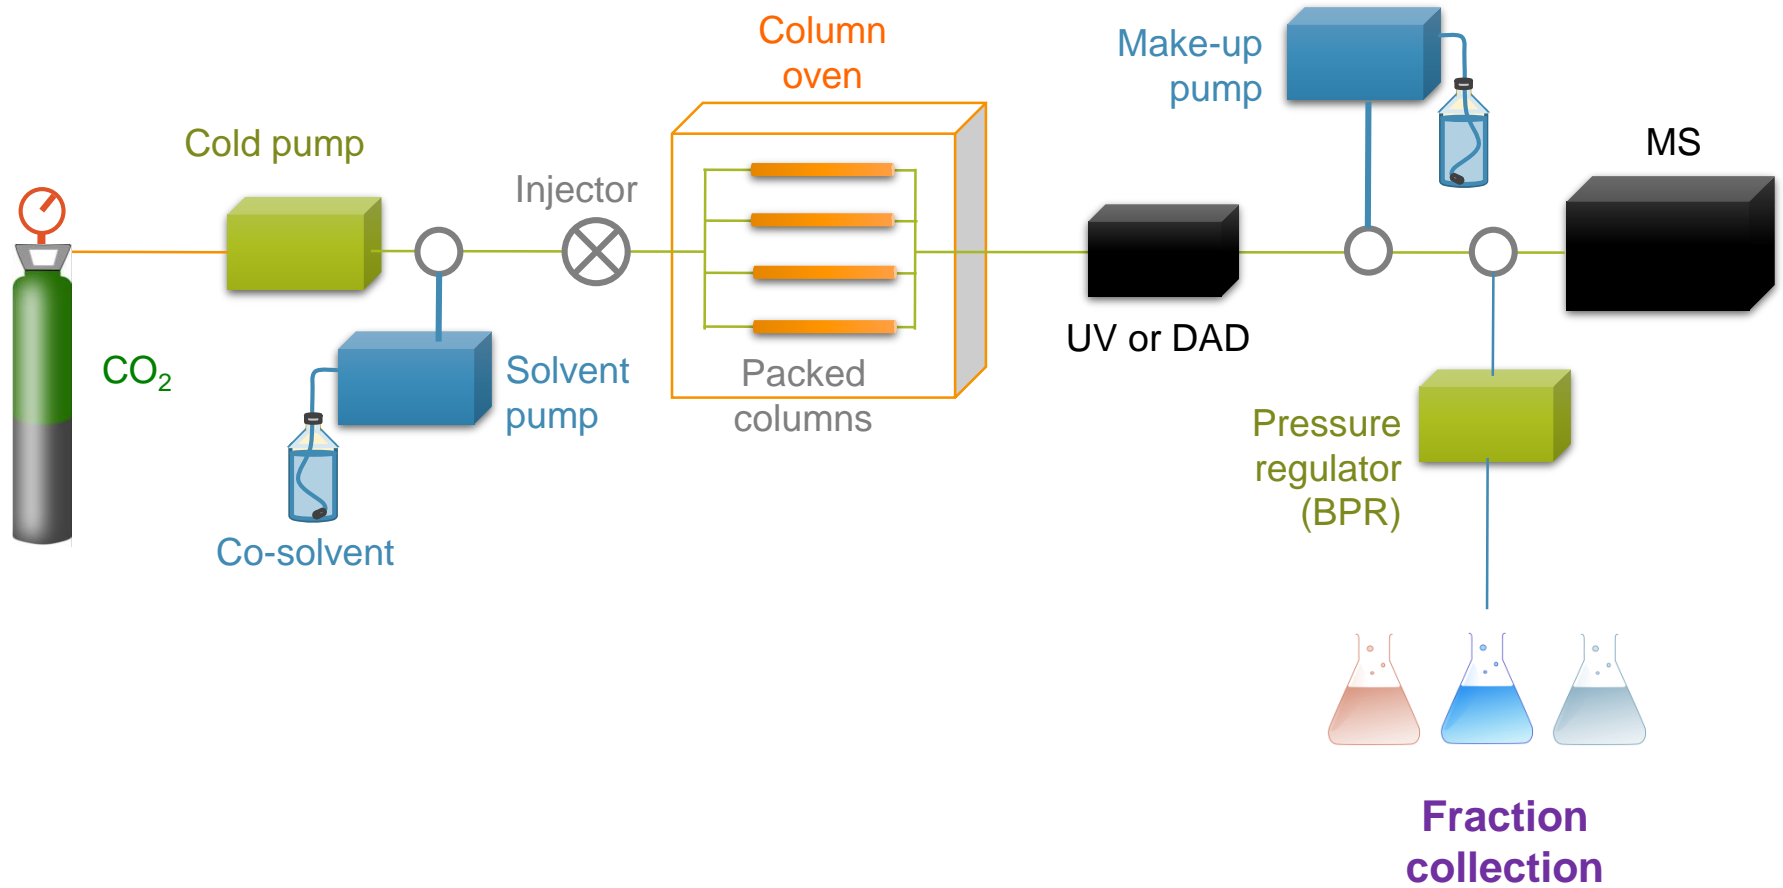 Column
oven
Make-up
pump
Cold pump
MS
Injector
UV or DAD
CO₂
Solvent
pump
Packed
columns
Pressure
regulator
(BPR)
Co-solvent
Fraction
collection